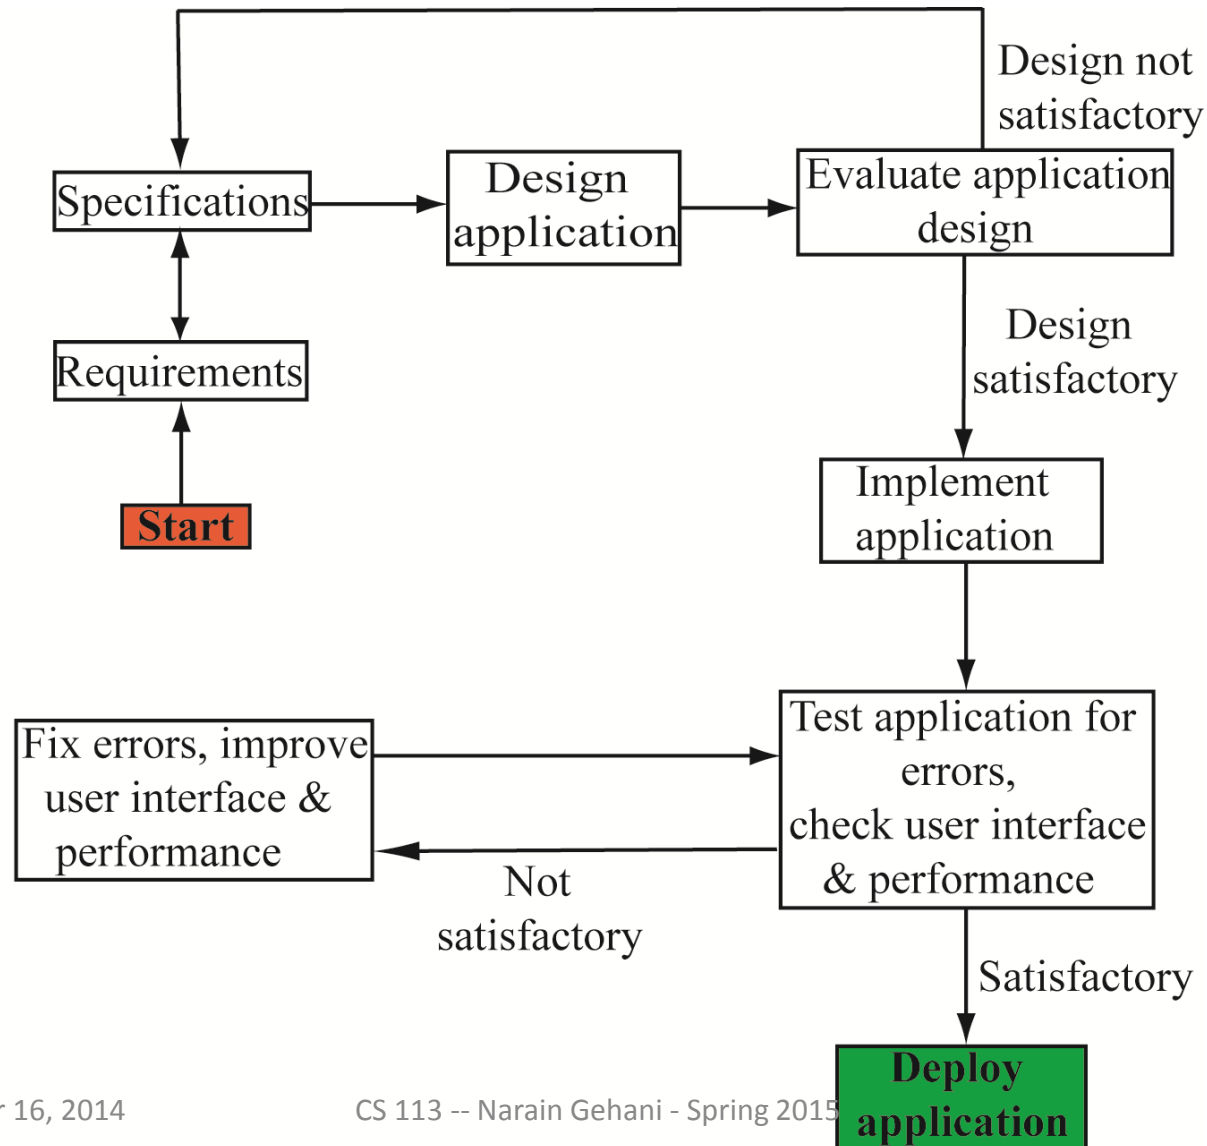 Design not
satisfactory
Specifications
Design
application
Evaluate application
design
Requirements
Design
satisfactory
Start
Implement
application
Fix errors, improve
user interface &
performance
Test application for
errors,
check user interface
& performance
Not
satisfactory
Satisfactory
Deploy
application
16, 2014
CS 113 -- Narain Gehani - Spring 2015